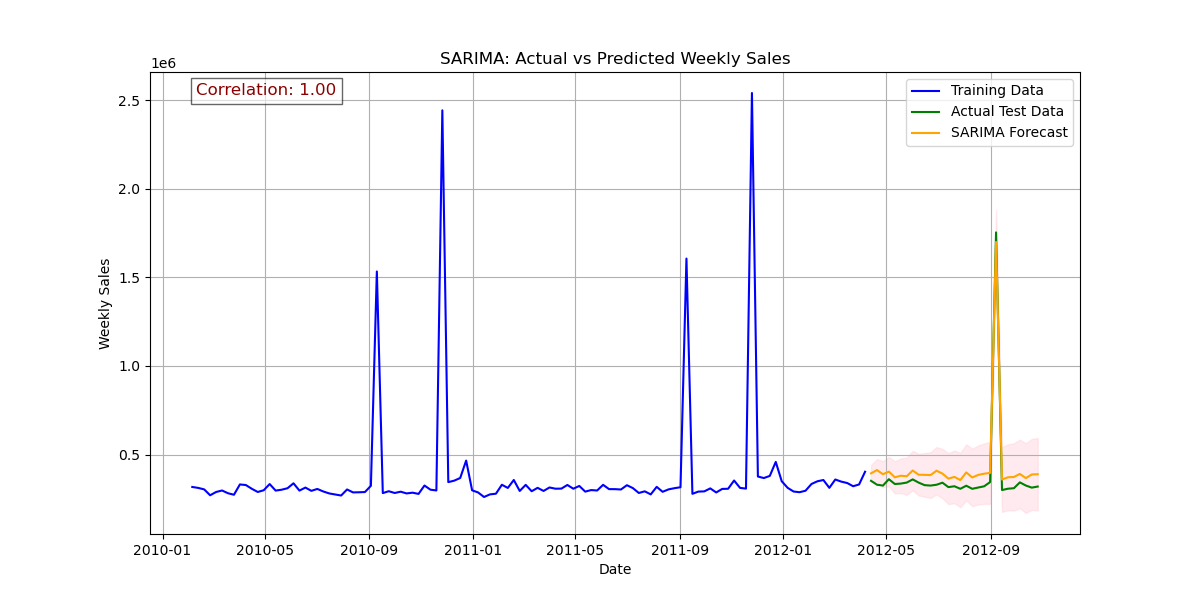 SARIMA: Actual vs Predicted Weekly Sales
1e6
Correlation: 1.00
Training Data
Actual Test Data
SARIMA Forecast
2.5
2.0
1.5
1.0
0.5
Weekly Sales
2010-01 2010-05 2010-09 2011-01 2011-05 2011-09 2012-01 2012-05 2012-09
Date